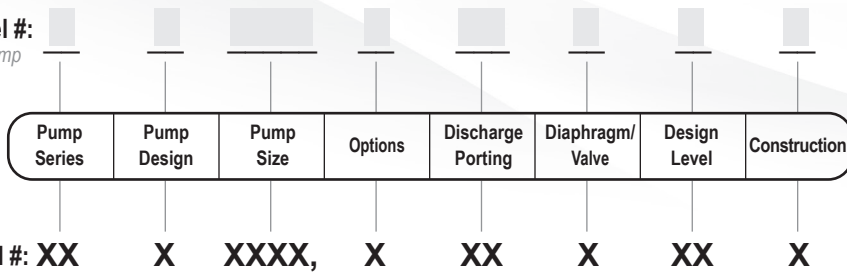 el #:
mp
Pump Series
Pump Design
Pump Size
Options
Discharge Porting
Diaphragm/ Valve
Design Level
Construction
l #: XX X XXXX, X XX X XX X